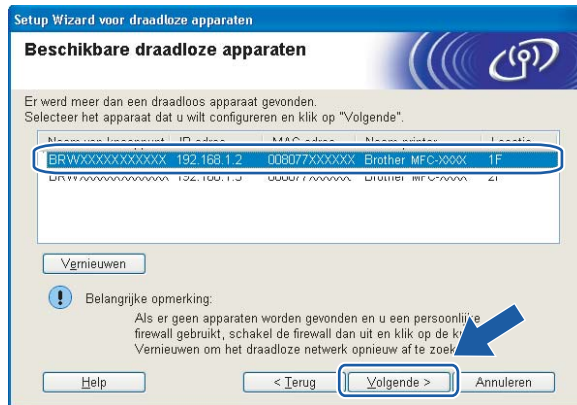 Setup Wizard voor draadloze apparaten
Beschikbare draadloze apparaten
Er werd meer dan een draadloos apparaat gevonden.
Selecteer het apparaat dat u wilt configureren en klik op "Volgende".
BRWXXXXXXXXXXX 192.168.1.2 008077XXXXXX Brother MFC-XXXX 1F
Vernieuwen
Belangrijke opmerking:
Als er geen apparaten worden gevonden en u een persoonlijke
firewall gebruikt, schakel de firewall dan uit en klik op de
Vernieuwen om het draadloze netwerk opnieuw af te
Help < Terug Volgende > Annuleren